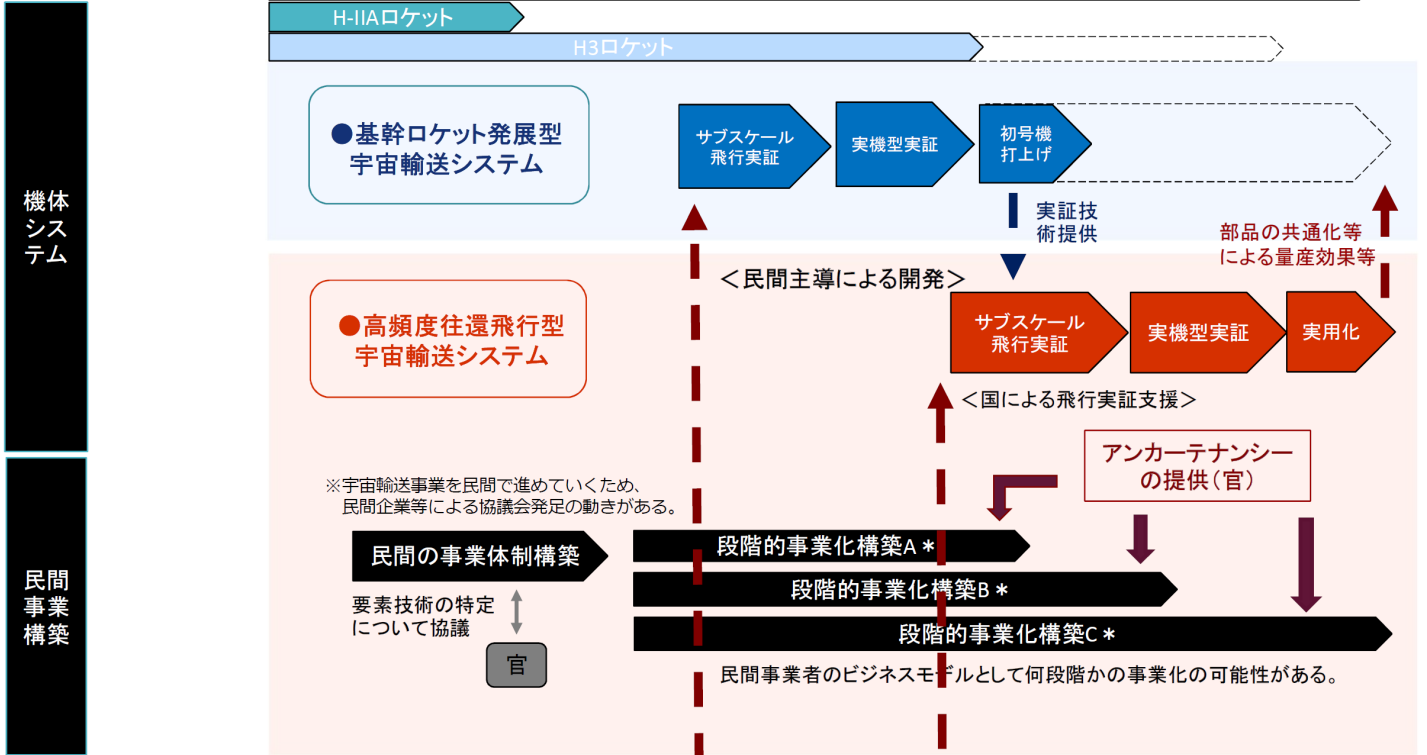 H-IIAロケット
H3ロケット
機体
シス
テム
●基幹ロケット発展型
宇宙輸送システム
サブスケール
飛行実証
実機型実証
初号機
打上げ
実証技
術提供
部品の共通化等
による量産効果等
＜民間主導による開発＞
●高頻度往還飛行型
宇宙輸送システム
サブスケール
飛行実証
実機型実証
実用化
＜国による飛行実証支援＞
アンカーテナンシー
の提供（官）
民間
事業
構築
※宇宙輸送事業を民間で進めていくため、
民間企業等による協議会発足の動きがある。
民間の事業体制構築
段階的事業化構築A＊
段階的事業化構築B＊
段階的事業化構築C＊
要素技術の特定
について協議
官
民間事業者のビジネスモデルとして何段階かの事業化の可能性がある。